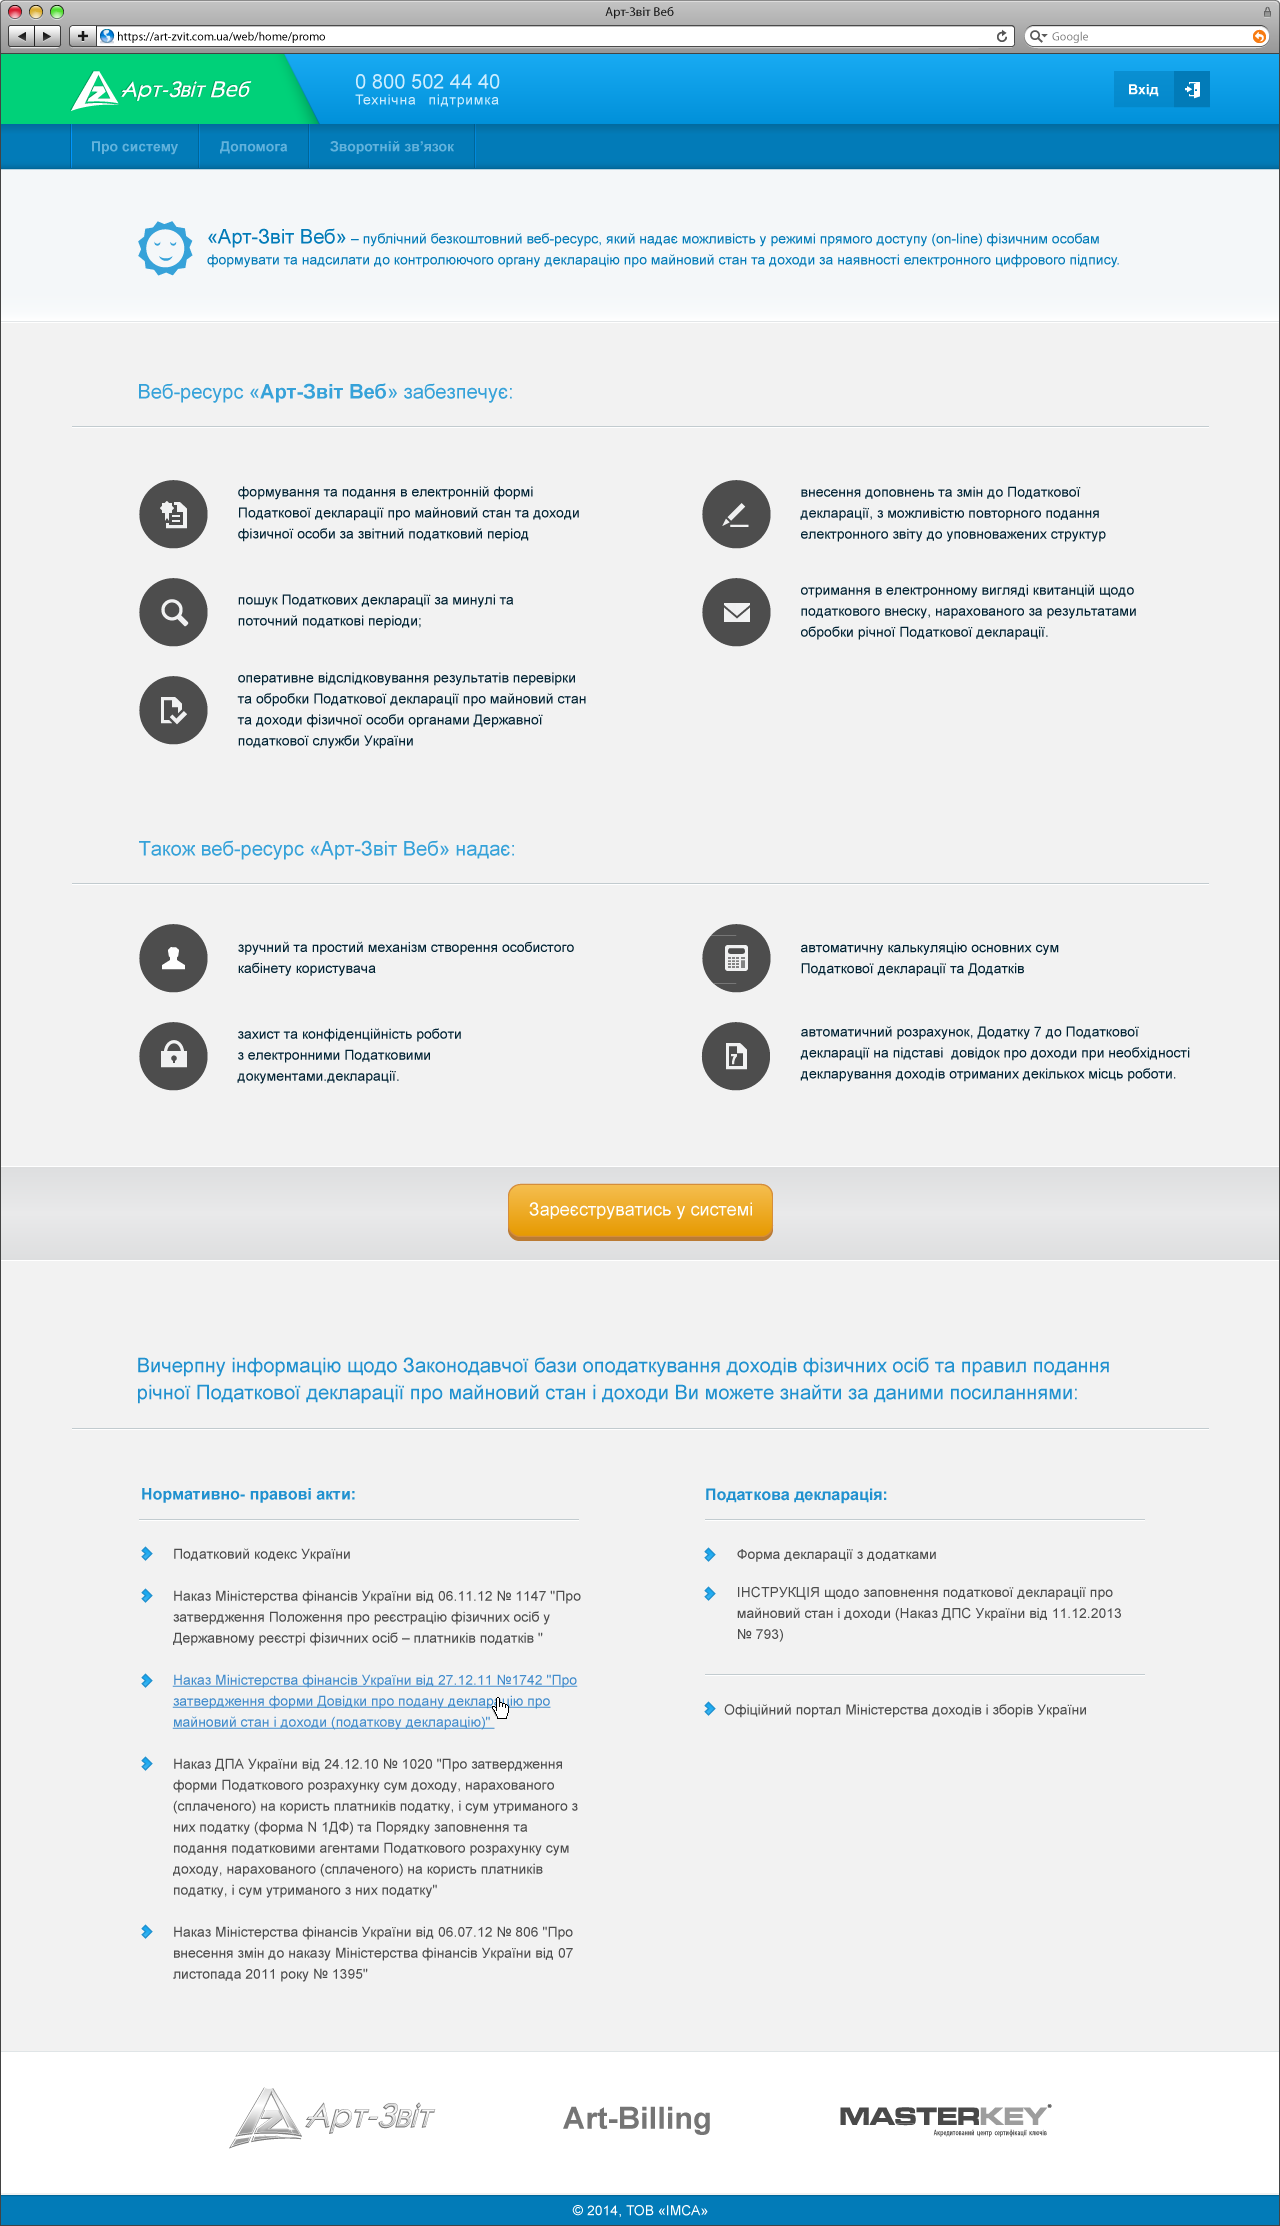 Арт-Звіт Веб
https://art-zvit.com.ua/web/home/promo
Google
Арт-Звіт Веб
0 800 502 44 40
Технічна підтримка
Вхід
Про систему
Допомога
Зворотній зв'язок
«Арт-Звіт Веб» – публічний безкоштовний веб-ресурс, який надає можливість у режимі прямого доступу (on-line) фізичним особам
формувати та надсилати до контролюючого органу декларацію про майновий стан та доходи за наявності електронного цифрового підпису.
Веб-ресурс «Арт-Звіт Веб» забезпечує:
формування та подання в електронній формі
Податкової декларації про майновий стан та доходи
фізичної особи за звітний податковий період
внесення доповнень та змін до Податкової
декларації, з можливістю повторного подання
електронного звіту до уповноважених структур
пошук Податкових декларації за минулі та
поточний податкові періоди;
отримання в електронному вигляді квитанцій щодо
податкового внеску, нарахованого за результатами
обробки річної Податкової декларації.
оперативне відслідковування результатів перевірки
та обробки Податкової декларації про майновий стан
та доходи фізичної особи органами Державної
податкової служби України
Також веб-ресурс «Арт-Звіт Веб» надає:
зручний та простий механізм створення особистого
кабінету користувача
автоматичну калькуляцію основних сум
Податкової декларації та Додатків
захист та конфіденційність роботи
з електронними Податковими
документами.декларації.
7
автоматичний розрахунок, Додатку 7 до Податкової
декларації на підставі  довідок про доходи при необхідності
декларування доходів отриманих декількох місць роботи.
Зареєструватись у системі
Вичерпну інформацію щодо Законодавчої бази оподаткування доходів фізичних осіб та правил подання
річної Податкової декларації про майновий стан і доходи Ви можете знайти за даними посиланнями:
Нормативно- правові акти:
Податковий кодекс України
Наказ Міністерства фінансів України від 06.11.12 № 1147 "Про
затвердження Положення про реєстрацію фізичних осіб у
Державному реєстрі фізичних осіб – платників податків "
Наказ Міністерства фінансів України від 27.12.11 №1742 "Про
затвердження форми Довідки про подану декларацію про
майновий стан і доходи (податкову декларацію)"
Наказ ДПА України від 24.12.10 № 1020 "Про затвердження
форми Податкового розрахунку сум доходу, нарахованого
(сплаченого) на користь платників податку, і сум утриманого з
них податку (форма N 1ДФ) та Порядку заповнення та
подання податковими агентами Податкового розрахунку сум
доходу, нарахованого (сплаченого) на користь платників
податку, і сум утриманого з них податку"
Наказ Міністерства фінансів України від 06.07.12 № 806 "Про
внесення змін до наказу Міністерства фінансів України від 07
листопада 2011 року № 1395"
Податкова декларація:
Форма декларації з додатками
ІНСТРУКЦІЯ щодо заповнення податкової декларації про
майновий стан і доходи (Наказ ДПС України від 11.12.2013
№ 793)
Офіційний портал Міністерства доходів і зборів України
Арт-Звіт
Art-Billing
MASTERKEY
Акредитований центр сертифікації ключів
© 2014, ТОВ «ІМСА»